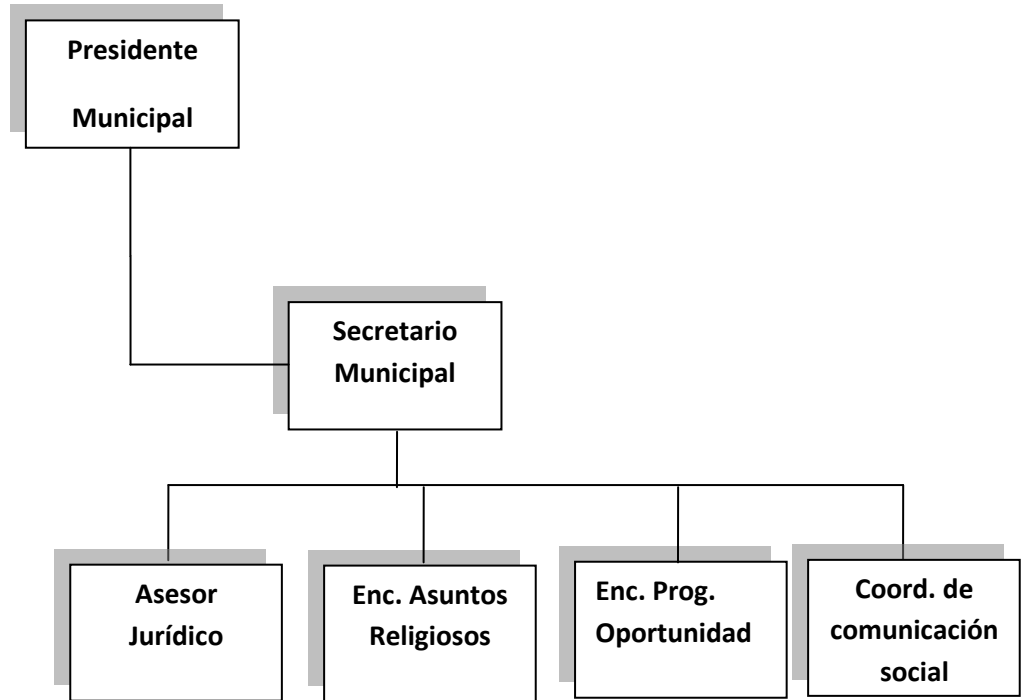 Presidente
Municipal
Secretario
Municipal
Asesor
Jurídico
Enc. Asuntos
Religiosos
Enc. Prog.
Oportunidad
Coord. de
comunicación
social